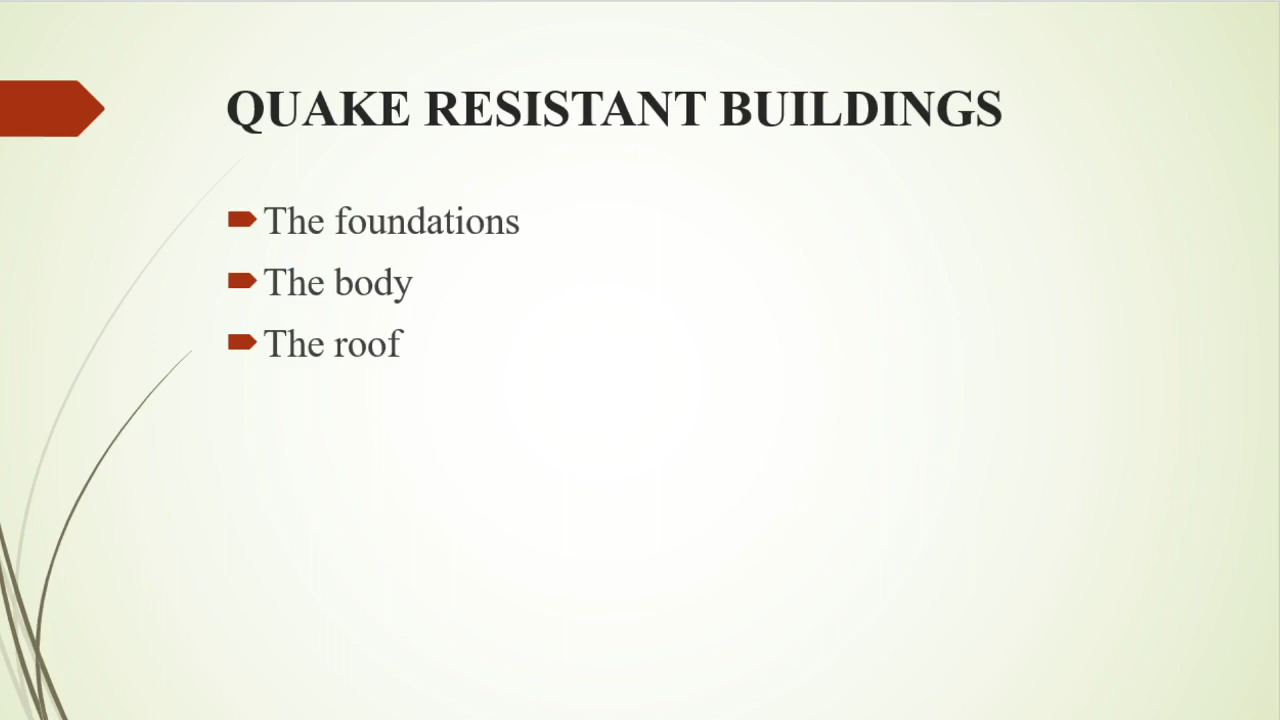 QUAKE RESISTANT BUILDINGS
The foundations
The body
The roof